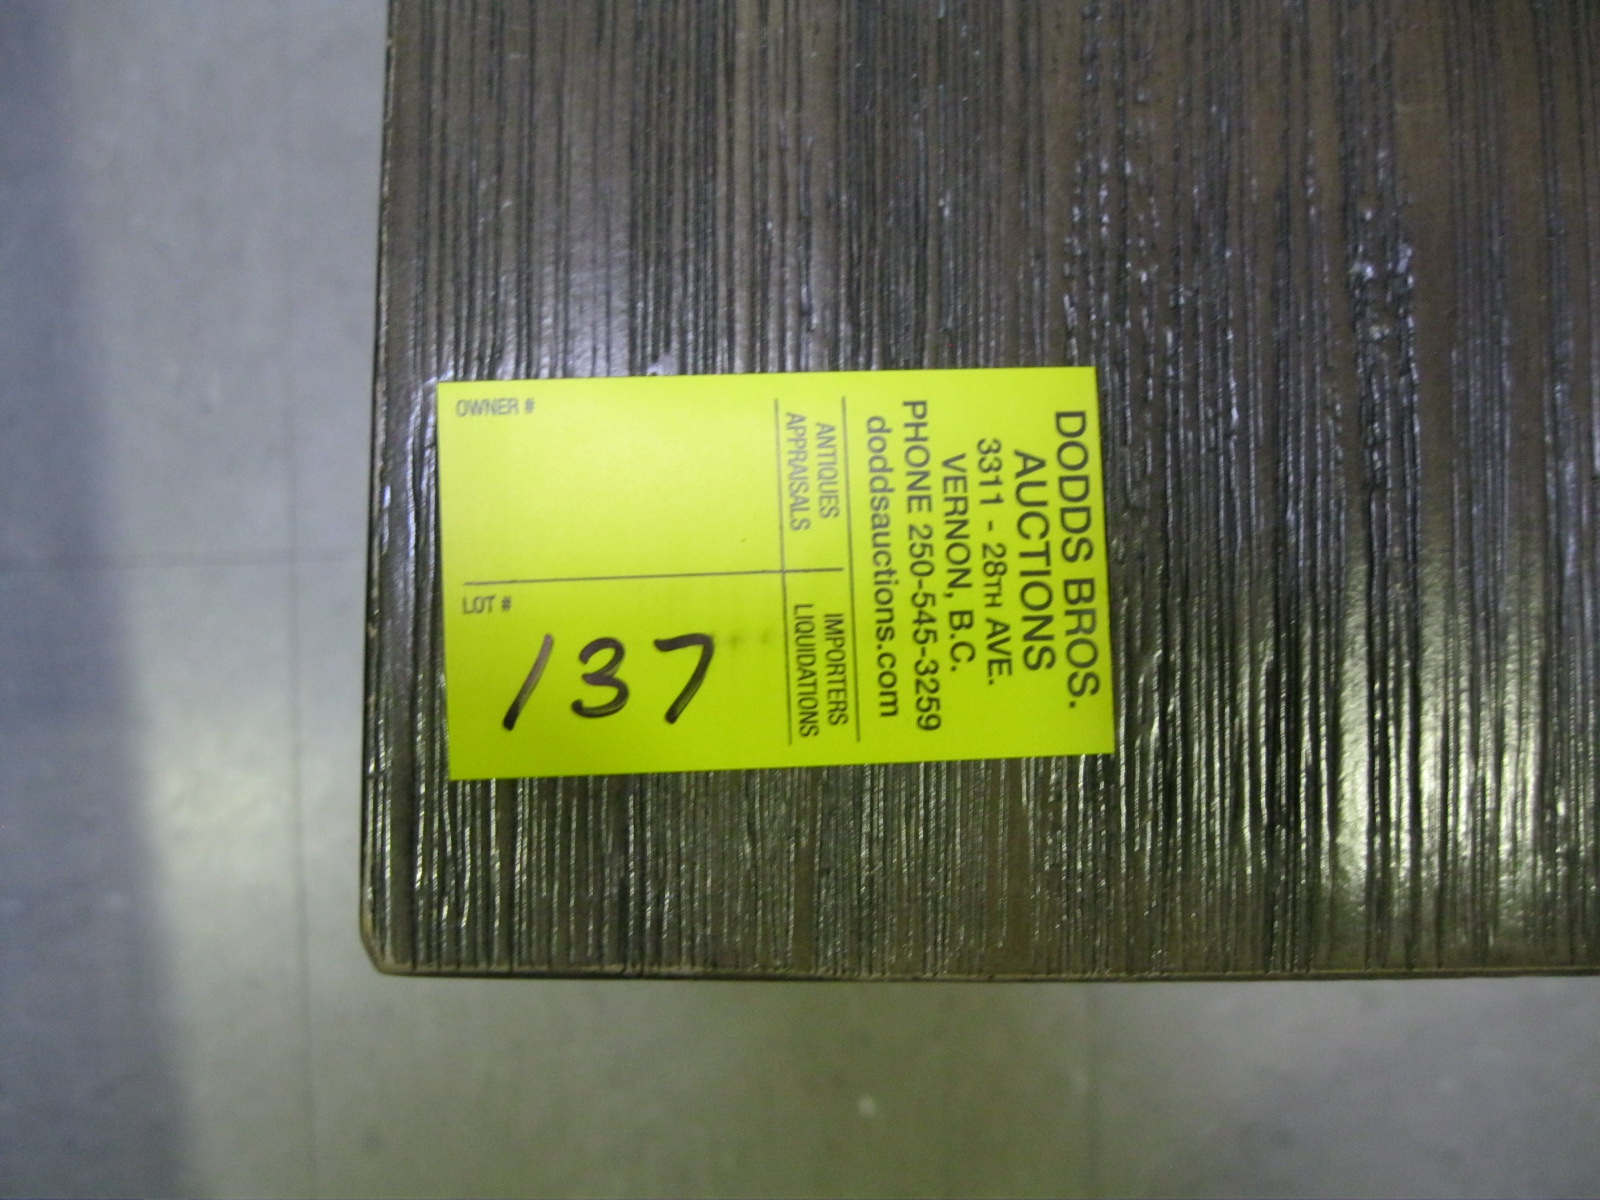 DODDS BROS.
AUCTIONS
3311 - 28TH AVE.
VERNON, B.C.
PHONE 250-545-3259
doddsauctions.com
ANTIQUES
APPRAISALS
IMPORTERS
LIQUIDATIONS
OWNER #
LOT #
137